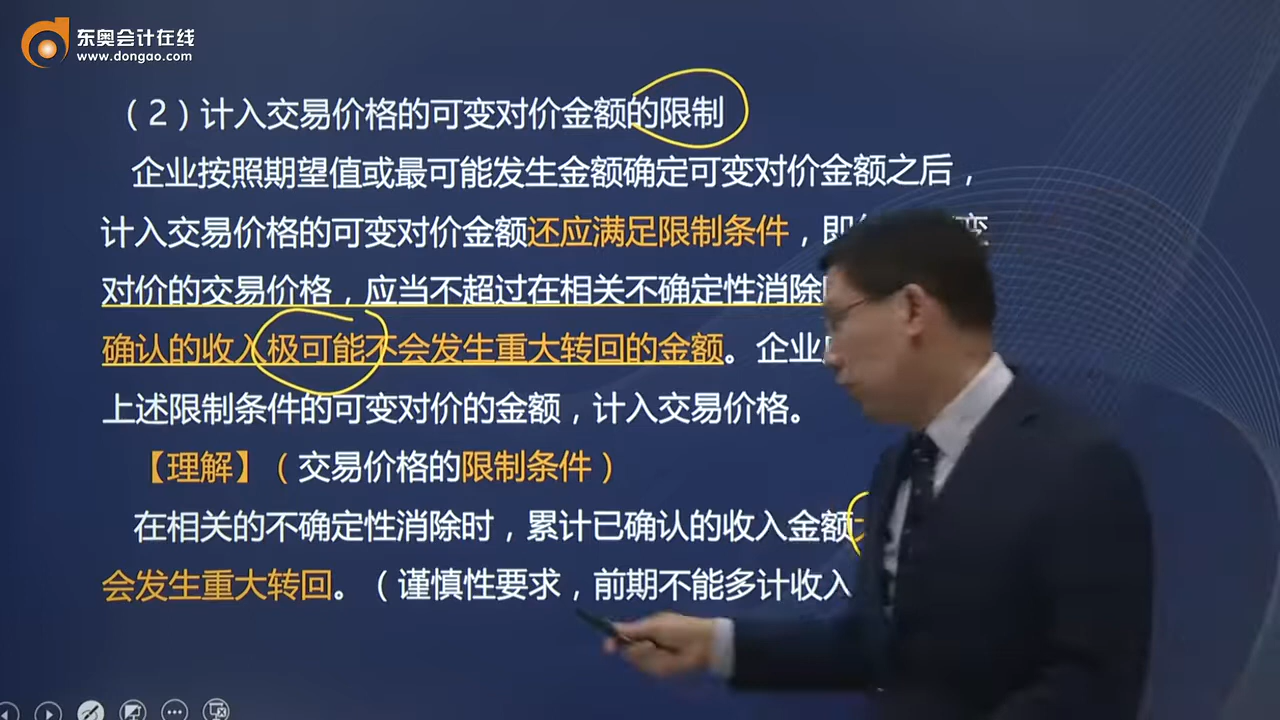 东奥会计在线
www.dongao.com
（2）计入交易价格的可变对价金额的限制
企业按照期望值或最可能发生金额确定可变对价金额之后，
计入交易价格的可变对价金额还应满足限制条件，即 变
对价的交易价格，应当不超过在相关不确定性消除
确认的收入极可能不会发生重大转回的金额。企业
上述限制条件的可变对价的金额，计入交易价格。
【理解】（交易价格的限制条件）
在相关的不确定性消除时，累计已确认的收入金额
会发生重大转回。（谨慎性要求，前期不能多计收入